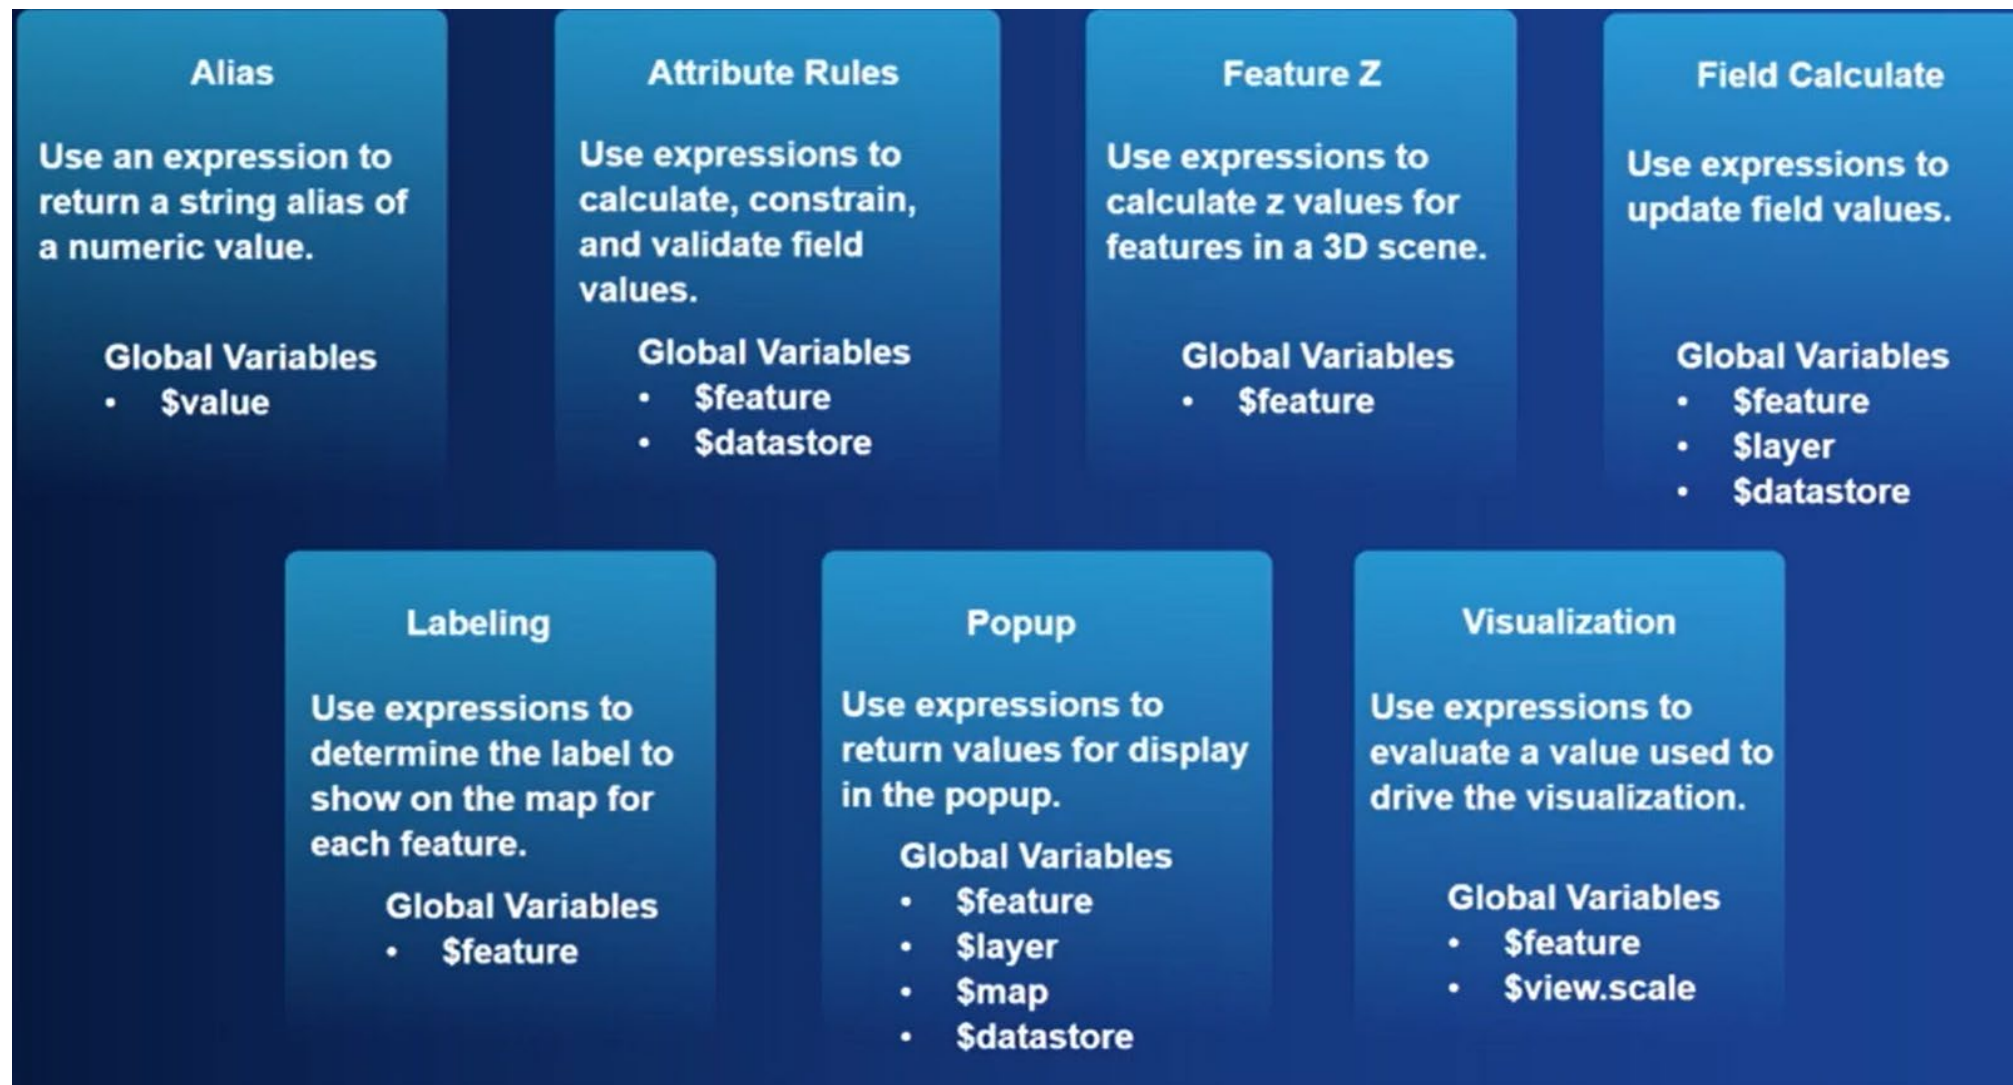 Alias
Use an expression to
return a string alias of
a numeric value.
Global Variables
• $value
Attribute Rules
Use expressions to
calculate, constrain,
and validate field
values.
Global Variables
• $feature
• $datastore
Feature Z
Use expressions to
calculate z values for
features in a 3D scene.
Global Variables
• $feature
Field Calculate
Use expressions to
update field values.
Global Variables
• $feature
• $layer
• $datastore
Labeling
Use expressions to
determine the label to
show on the map for
each feature.
Global Variables
• $feature
Popup
Use expressions to
return values for display
in the popup.
Global Variables
• $feature
• $layer
• $map
• $datastore
Visualization
Use expressions to
evaluate a value used to
drive the visualization.
Global Variables
• $feature
• $view.scale